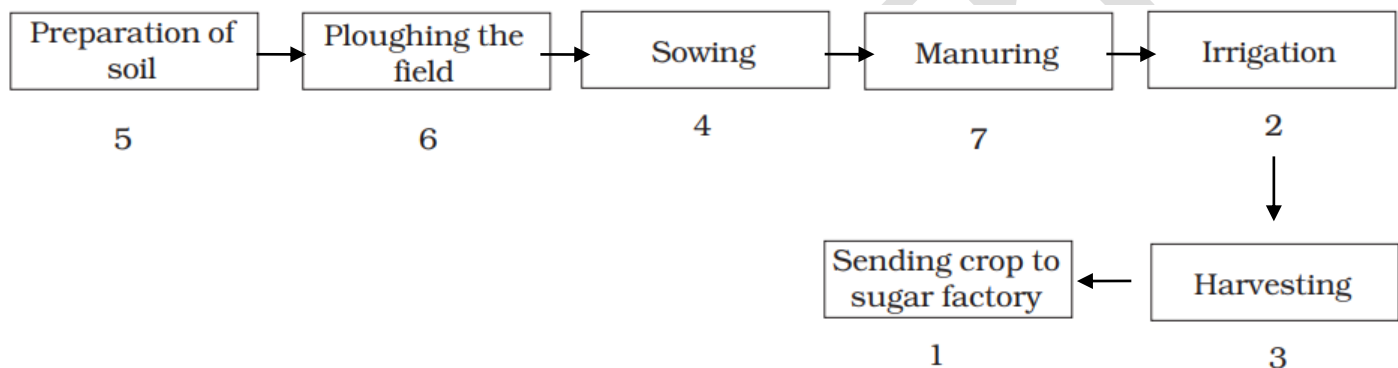 Preparation of
soil
Ploughing the
field
Sowing
Manuring
Irrigation
5
6
4
7
2
Sending crop to
sugar factory
Harvesting
1
3